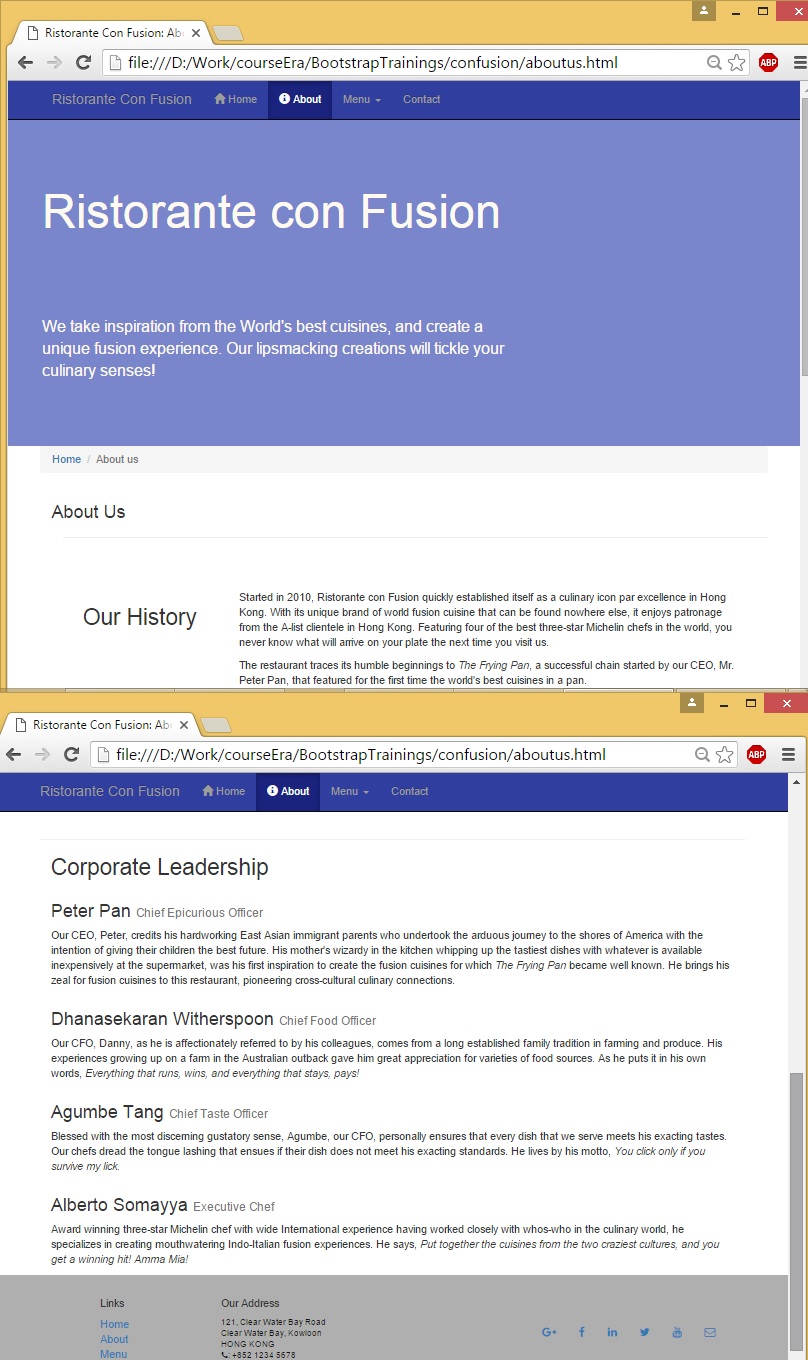 Ristorante Con Fusion: Ab
file:///D:/Work/courseEra/BootstrapTrainings/confusion/aboutus.html
ABP
Ristorante Con Fusion Home About Menu Contact
Ristorante con Fusion
We take inspiration from the World's best cuisines, and create a
unique fusion experience. Our lipsmacking creations will tickle your
culinary senses!
Home / About us
About Us
Our History
Started in 2010, Ristorante con Fusion quickly established itself as a culinary icon par excellence in Hong
Kong. With its unique brand of world fusion cuisine that can be found nowhere else, it enjoys patronage
from the A-list clientele in Hong Kong. Featuring four of the best three-star Michelin chefs in the world, you
never know what will arrive on your plate the next time you visit us.
The restaurant traces its humble beginnings to The Frying Pan, a successful chain started by our CEO, Mr.
Peter Pan, that featured for the first time the world's best cuisines in a pan.
Ristorante Con Fusion: Ab
file:///D:/Work/courseEra/BootstrapTrainings/confusion/aboutus.html
ABP
Ristorante Con Fusion Home About Menu Contact
Corporate Leadership
Peter Pan Chief Epicurious Officer
Our CEO, Peter, credits his hardworking East Asian immigrant parents who undertook the arduous journey to the shores of America with the
intention of giving their children the best future. His mother's wizardy in the kitchen whipping up the tastiest dishes with whatever is available
inexpensively at the supermarket, was his first inspiration to create the fusion cuisines for which The Frying Pan became well known. He brings his
zeal for fusion cuisines to this restaurant, pioneering cross-cultural culinary connections.
Dhanasekaran Witherspoon Chief Food Officer
Our CFO, Danny, as he is affectionately referred to by his colleagues, comes from a long established family tradition in farming and produce. His
experiences growing up on a farm in the Australian outback gave him great appreciation for varieties of food sources. As he puts it in his own
words, Everything that runs, wins, and everything that stays, pays!
Agumbe Tang Chief Taste Officer
Blessed with the most discerning gustatory sense, Agumbe, our CFO, personally ensures that every dish that we serve meets his exacting tastes.
Our chefs dread the tongue lashing that ensues if their dish does not meet his exacting standards. He lives by his motto, You click only if you
survive my lick.
Alberto Somayya Executive Chef
Award winning three-star Michelin chef with wide International experience having worked closely with whos-who in the culinary world, he
specializes in creating mouthwatering Indo-Italian fusion experiences. He says, Put together the cuisines from the two craziest cultures, and you
get a winning hit! Amma Mia!
Links
Home
About
Menu
Our Address
121, Clear Water Bay Road
Clear Water Bay, Kowloon
HONG KONG
: +852 1234 5678
G+ f in You